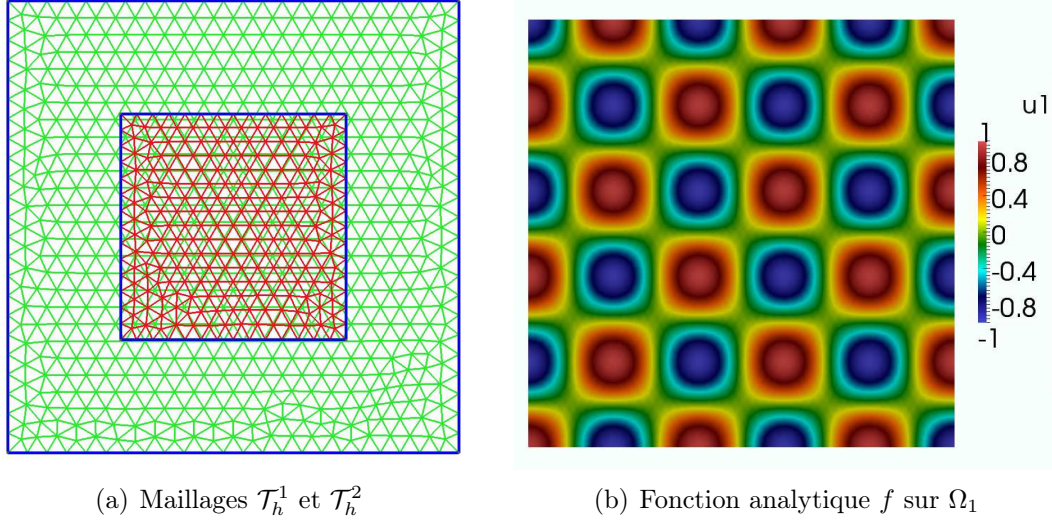 u1
1
0.8
0.4
0
-0.4
-0.8
-1
(a) Maillages $\mathcal{T}_h^1$ et $\mathcal{T}_h^2$
(b) Fonction analytique $f$ sur $\Omega_1$